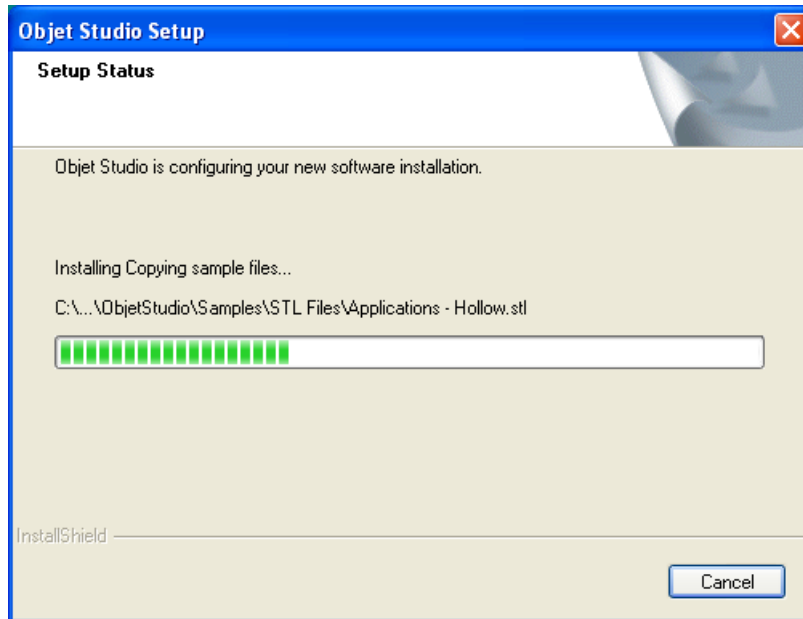 Objet Studio Setup
Setup Status
Objet Studio is configuring your new software installation.
Installing Copying sample files...
C:\...\ObjetStudio\Samples\STL Files\Applications - Hollow.stl
InstallShield
Cancel